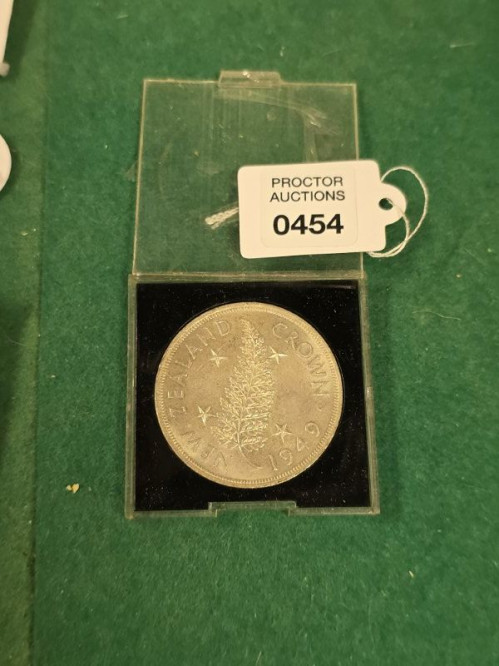 PROCTOR
AUCTIONS
0454
NEW ZEALAND CROWN 1949